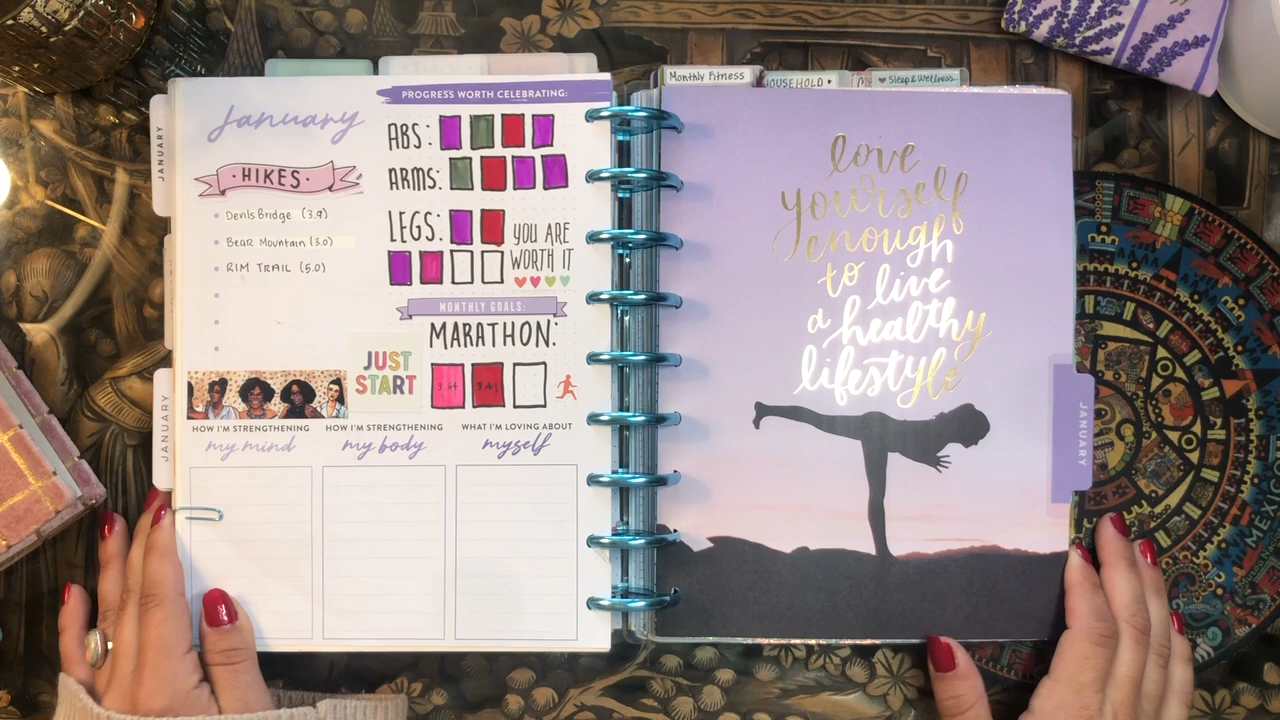 JANUARY
January
HIKES
Devils Bridge (3.9)
BEAR Mountain (3.0)
RIM TRAIL (5.0)
PROGRESS WORTH CELEBRATING:
ABS:
ARMS:
LEGS:
YOU ARE
WORTH IT
MONTHLY GOALS:
MARATHON:
JUST
START
3.64 3.41
HOW I'M STRENGTHENING
my mind
HOW I'M STRENGTHENING
my body
WHAT I'M LOVING ABOUT
myself
JANUARY
Monthly Fitness
HOUSEHOLD
Sleep & Wellness
love
yourself
enough
to live
a healthy
lifestyle
JANUARY
MEXICO